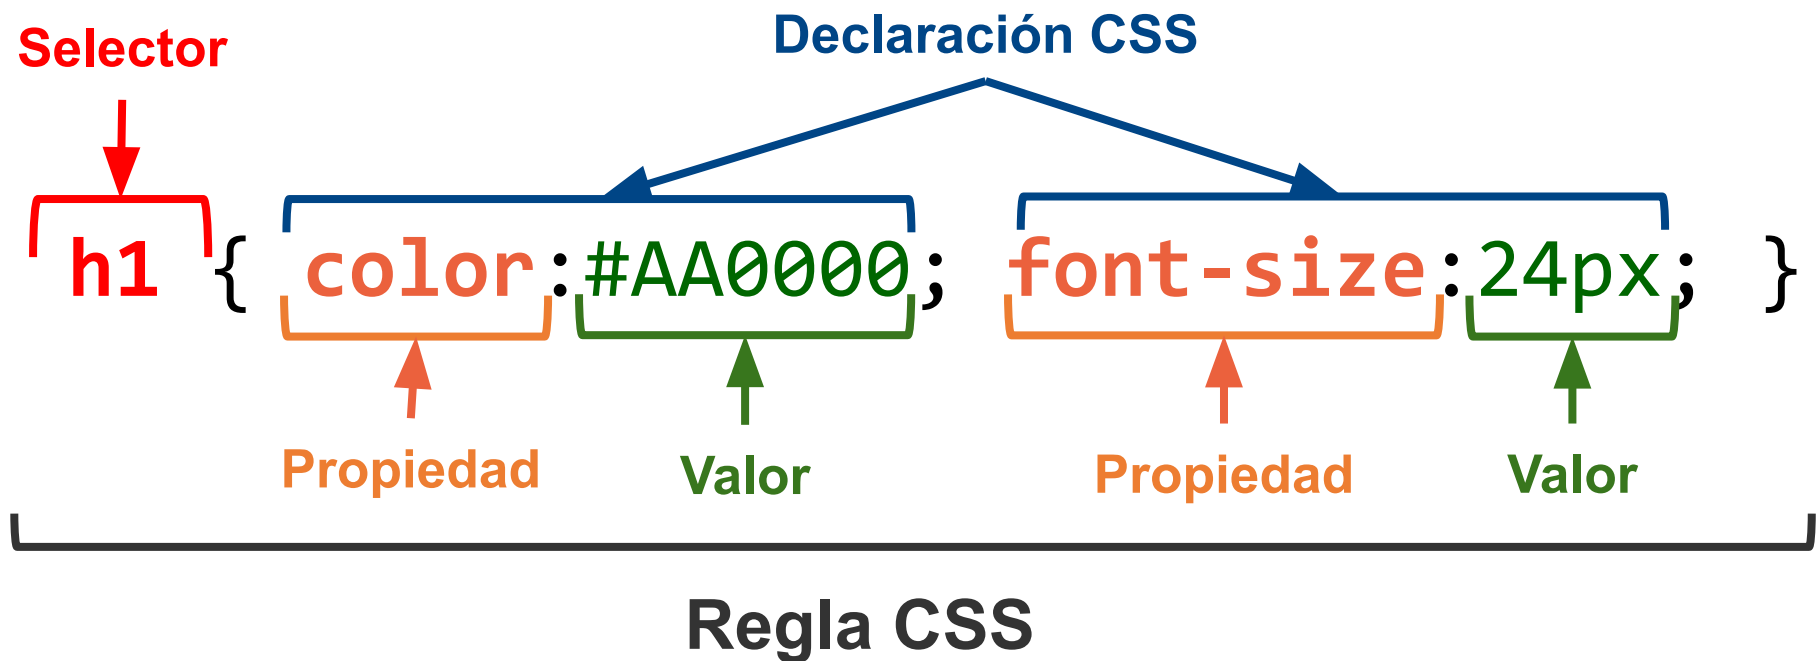 Selector
Declaración CSS
h1 { color:#AA0000; font-size:24px; }
Propiedad Valor Propiedad Valor
Regla CSS